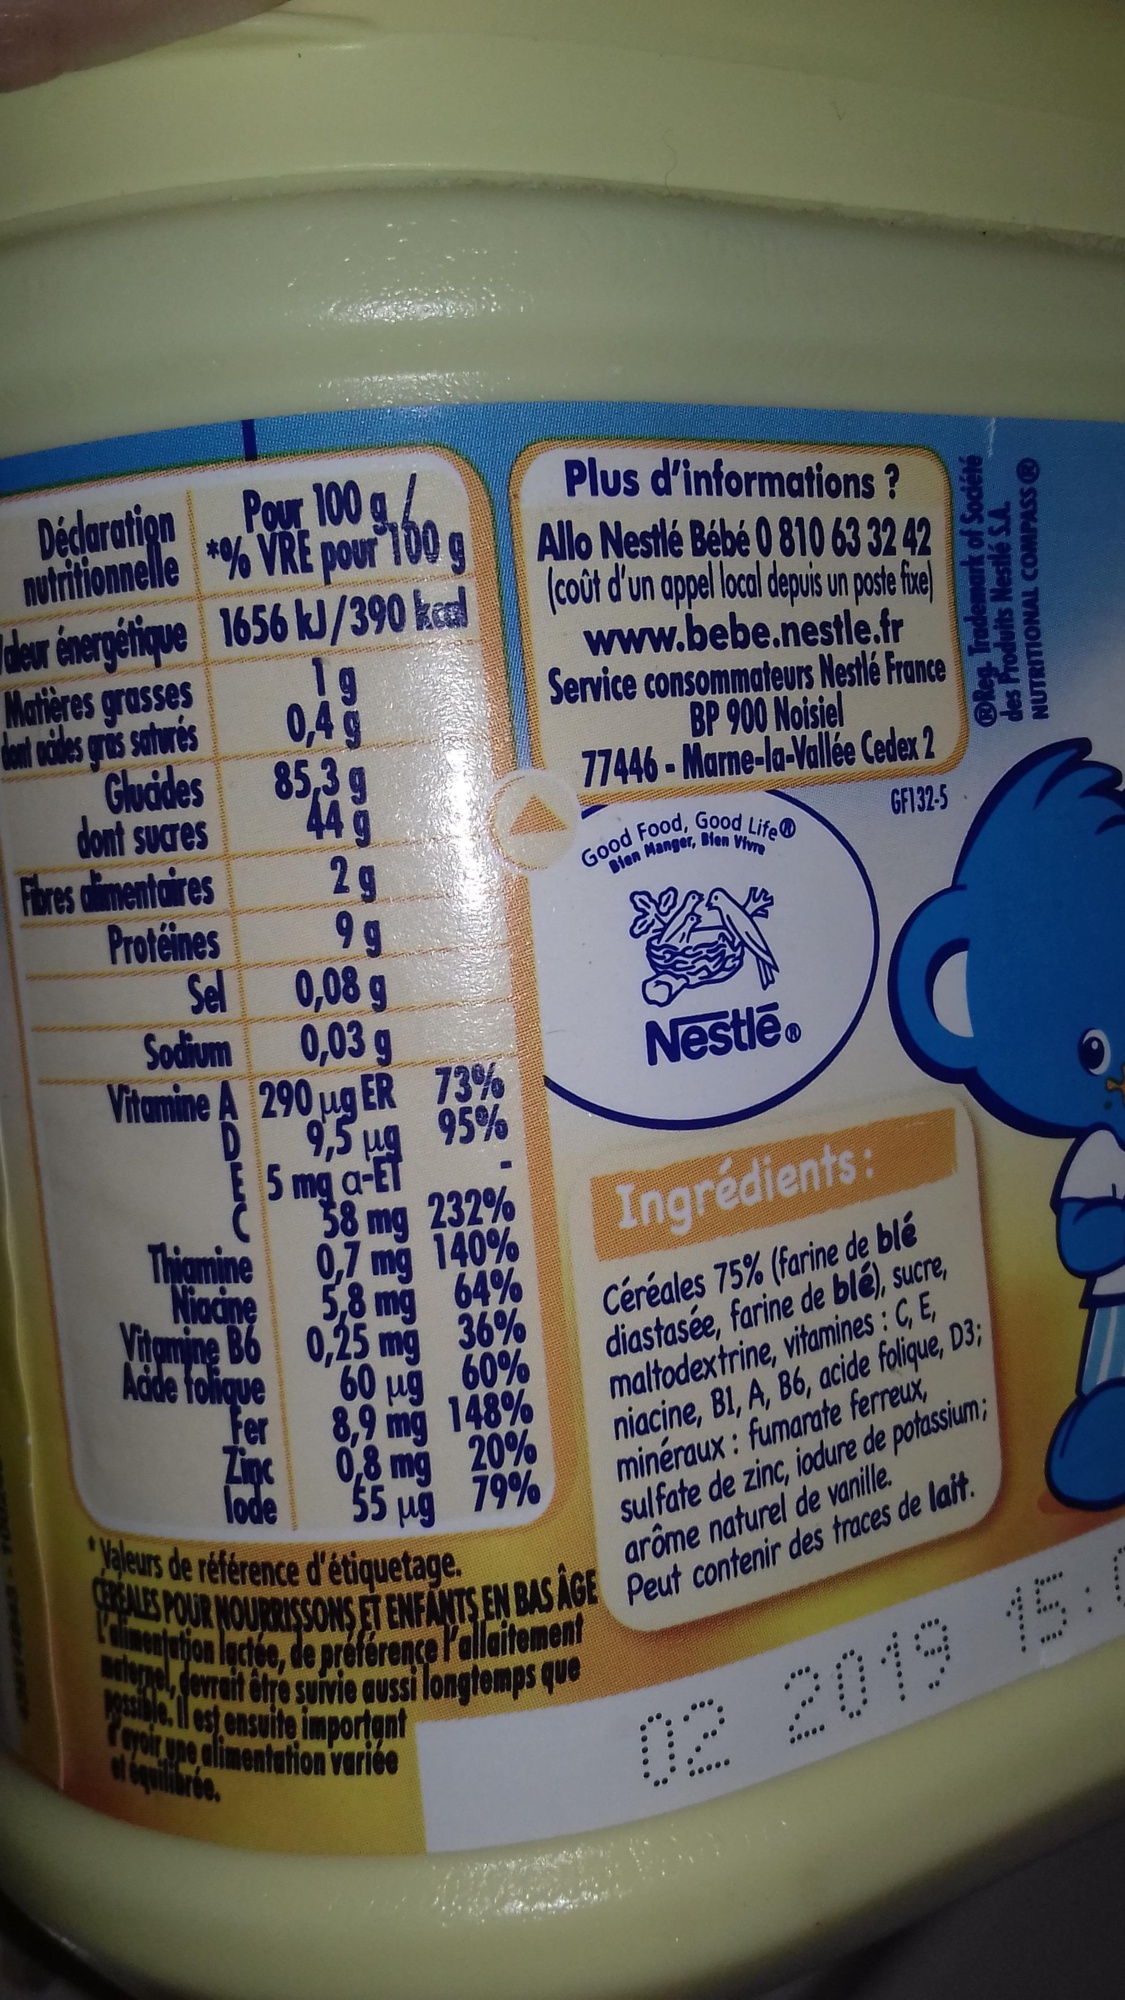 Déclaration nutritionnelle
Pour 100 g /
*% VRE pour 100 g
Valeur énergétique 1656 kJ/390 kcal
Matières grasses 1 g
dont acides gras saturés 0,4 g
Glucides 85,3 g
dont sucres 44 g
Fibres alimentaires 2 g
Protéines 9 g
Sel 0,08 g
Sodium 0,03 g
Vitamine A 290 µg ER 73%
D 9,5 µg 95%
E 5 mg α-ET -
C 58 mg 232%
Thiamine 0,7 mg 140%
Niacine 5,8 mg 64%
Vitamine B6 0,25 mg 36%
Acide folique 60 µg 60%
Fer 8,9 mg 148%
Zinc 0,8 mg 20%
Iode 55 µg 79%
*Valeurs de référence d'étiquetage.
CÉRÉALES POUR NOURRISSONS ET ENFANTS EN BAS ÂGE
L'alimentation lactée, de préférence l'allaitement
maternel, devrait être suivie aussi longtemps que
possible. Il est ensuite important
d'avoir une alimentation variée
et équilibrée.
Plus d'informations ?
Allo Nestlé Bébé 0 810 63 32 42
(coût d'un appel local depuis un poste fixe)
www.bebe.nestle.fr
Service consommateurs Nestlé France
BP 900 Noisiel
77446 - Marne-la-Vallée Cedex 2
®Reg. Trademark of Société
des Produits Nestlé S.A.
NUTRITIONAL COMPASS ®
GF132-5
Good Food, Good Life®
Bien Manger, Bien Vivre
Nestlé®
Ingrédients :
Céréales 75% (farine de blé
diastasée, farine de blé), sucre,
maltodextrine, vitamines : C, E,
niacine, B1, A, B6, acide folique, D3;
minéraux : fumarate ferreux,
sulfate de zinc, iodure de potassium;
arôme naturel de vanille.
Peut contenir des traces de lait.
02 2019 15:0